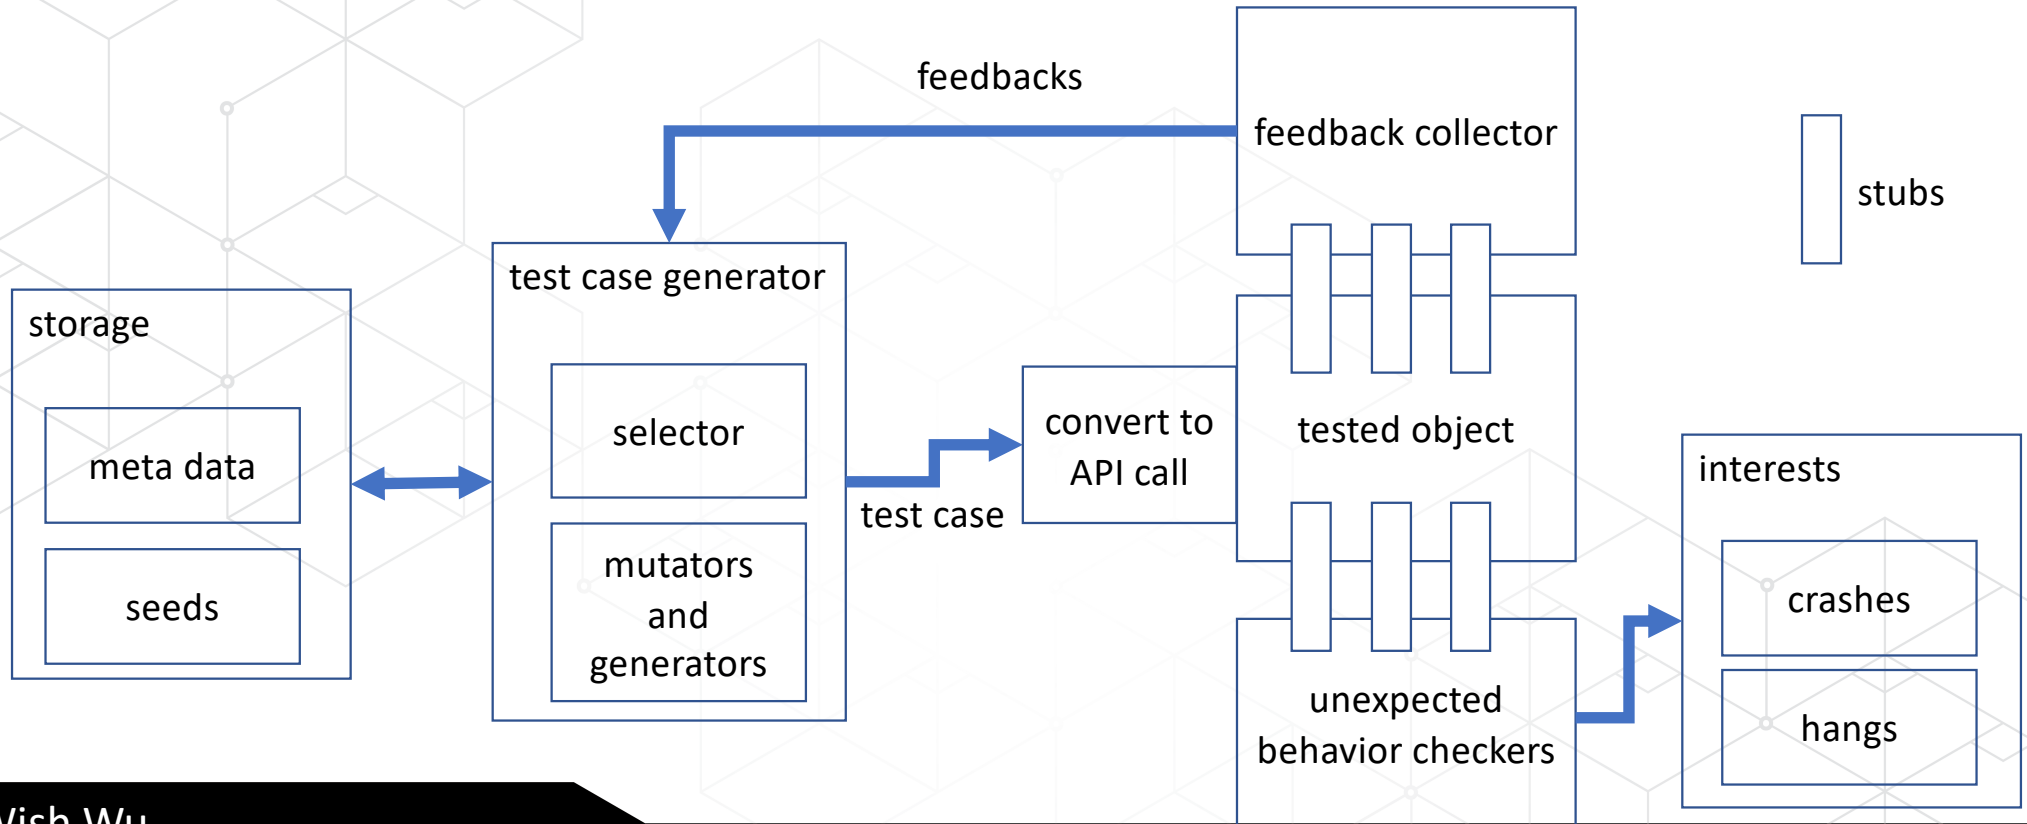 feedbacks
feedback collector
stubs
test case generator
storage
selector
meta data
convert to
API call
tested object
interests
test case
mutators
and
generators
seeds
crashes
unexpected
behavior checkers
hangs
Wu